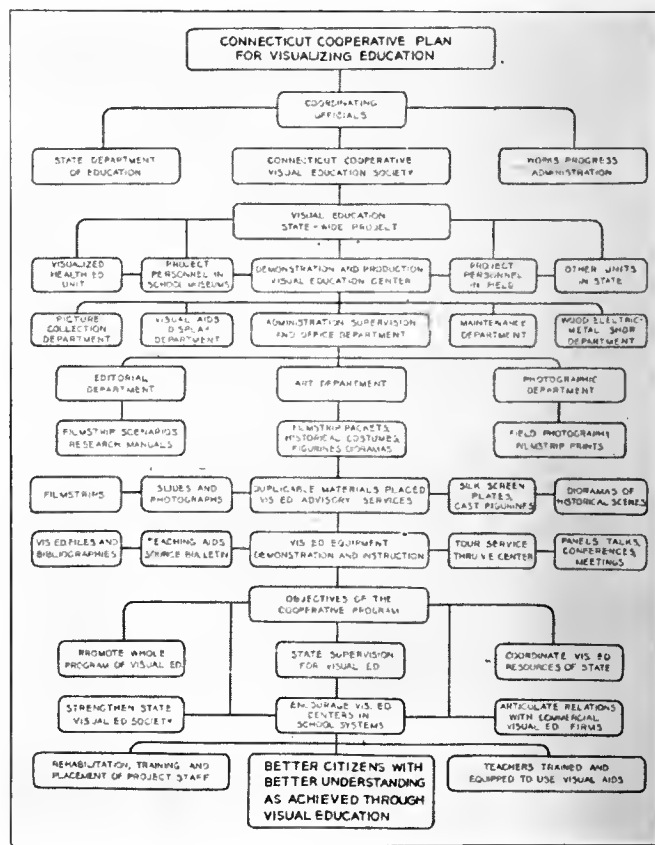 CONNECTICUT COOPERATIVE PLAN
FOR VISUALIZING EDUCATION
COORDINATING
OFFICIALS
STATE DEPARTMENT
OF EDUCATION
CONNECTICUT COOPERATIVE
VISUAL EDUCATION SOCIETY
WORKS PROGRESS
ADMINISTRATION
VISUAL EDUCATION
STATE-WIDE PROJECT
VISUALIZED
HEALTH ED
UNIT
PROJECT
PERSONNEL IN
SCHOOL MUSEUMS
DEMONSTRATION AND PRODUCTION
VISUAL EDUCATION CENTER
PROJECT
PERSONNEL
IN FIELD
OTHER UNITS
IN STATE
PICTURE
COLLECTION
DEPARTMENT
VISUAL AIDS
DISPLAY
DEPARTMENT
ADMINISTRATION SUPERVISION
AND OFFICE DEPARTMENT
MAINTENANCE
DEPARTMENT
WOOD ELECTRIC-
METAL SHOP
DEPARTMENT
EDITORIAL
DEPARTMENT
ART DEPARTMENT
PHOTOGRAPHIC
DEPARTMENT
FILMSTRIP SCENARIOS
RESEARCH MANUALS
FILMSTRIP PACKETS,
HISTORICAL COSTUMES,
FIGURINES DIORAMAS
FIELD PHOTOGRAPHY
FILMSTRIP PRINTS
FILMSTRIPS
SLIDES AND
PHOTOGRAPHS
DUPLICABLE MATERIALS PLACED
VIS. ED. ADVISORY SERVICES
SILK SCREEN
PLATES,
CAST FIGURINES
DIORAMAS OF
HISTORICAL SCENES
VIS. ED. FILES AND
BIBLIOGRAPHIES
TEACHING AIDS
SOURCE BULLETIN
VIS. ED. EQUIPMENT
DEMONSTRATION AND INSTRUCTION
TOUR SERVICE
THRU V.E. CENTER
PANELS TALKS,
CONFERENCES,
MEETINGS
OBJECTIVES OF THE
COOPERATIVE PROGRAM
PROMOTE WHOLE
PROGRAM OF VISUAL ED.
STATE SUPERVISION
FOR VISUAL ED
COORDINATE VIS. ED
RESOURCES OF STATE
STRENGTHEN STATE
VISUAL ED SOCIETY
ENCOURAGE VIS. ED.
CENTERS IN
SCHOOL SYSTEMS
ARTICULATE RELATIONS
WITH COMMERCIAL
VISUAL ED FIRMS
REHABILITATION, TRAINING AND
PLACEMENT OF PROJECT STAFF
BETTER CITIZENS WITH
BETTER UNDERSTANDING
AS ACHIEVED THROUGH
VISUAL EDUCATION
TEACHERS TRAINED AND
EQUIPPED TO USE VISUAL AIDS